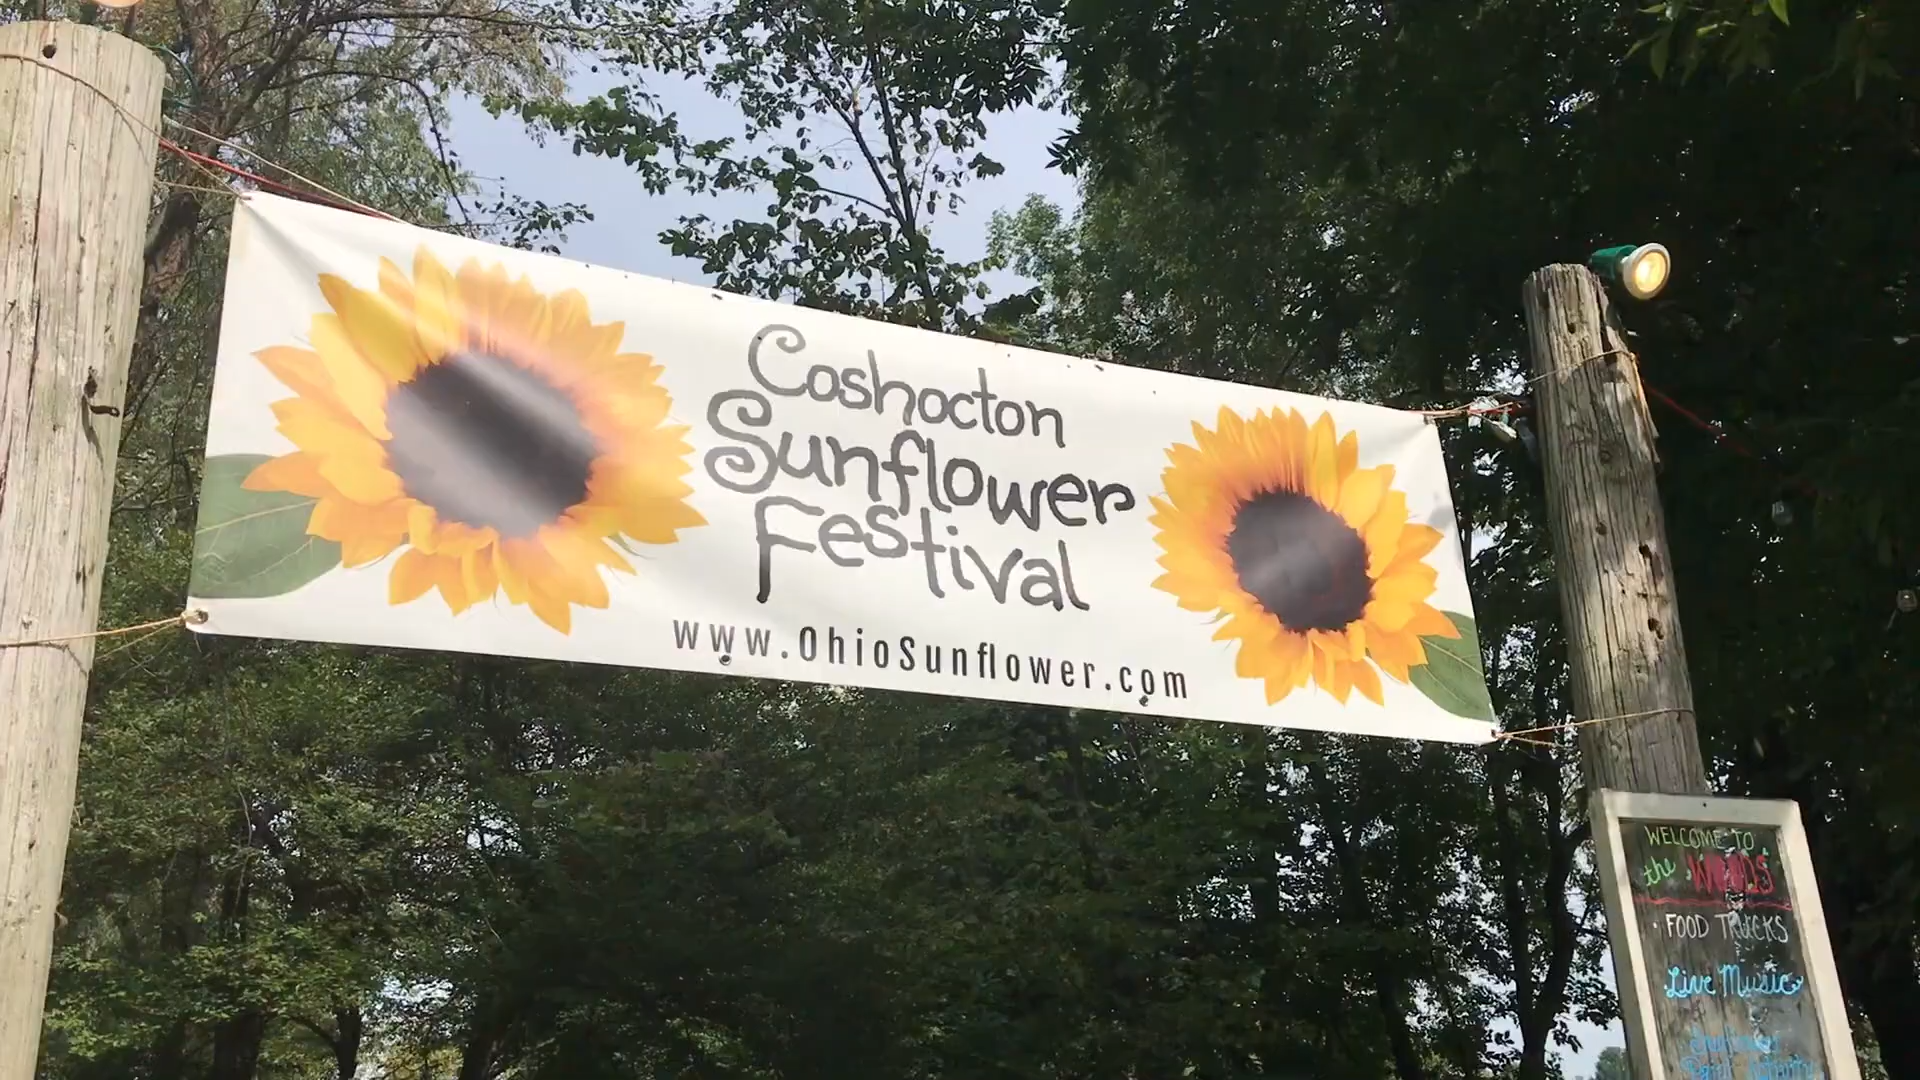 Coshocton
Sunflower
Festival
www.OhioSunflower.com
WELCOME TO
the WOODS
• FOOD TRUCKS
• Live Music